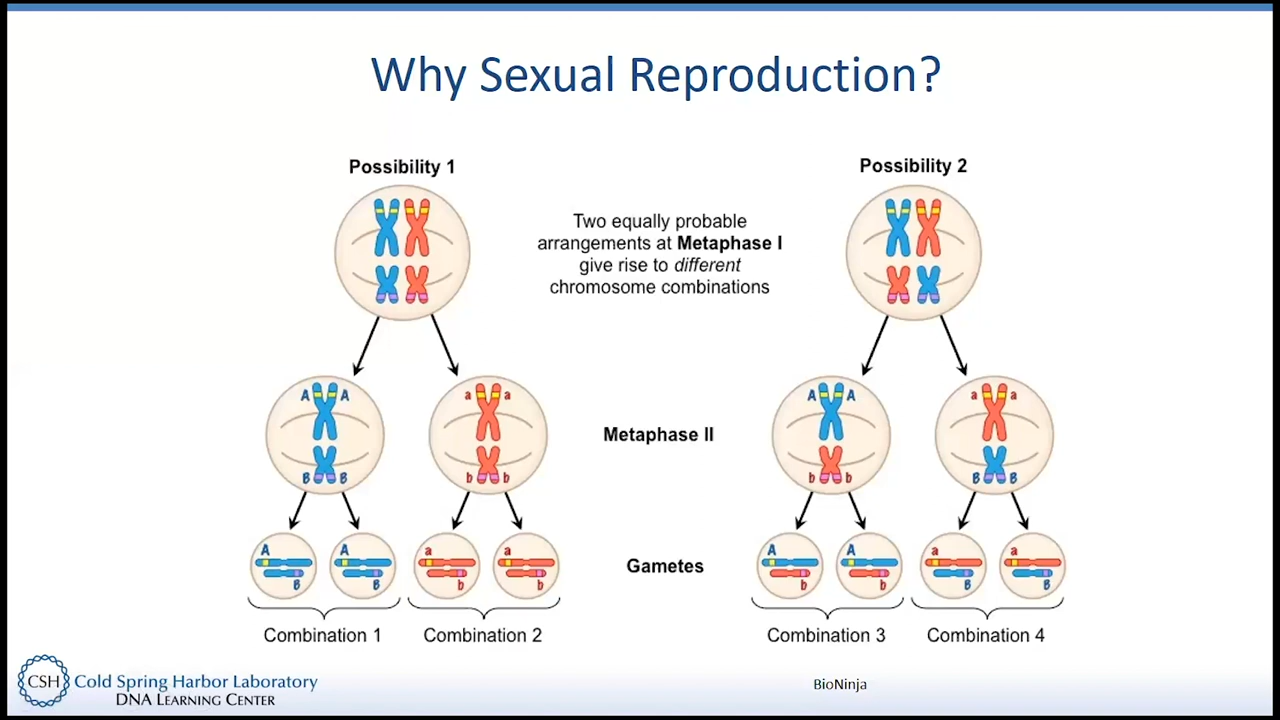 Why Sexual Reproduction?
Possibility 1
Possibility 2
Two equally probable
arrangements at Metaphase I
give rise to different
chromosome combinations
A A
a a
A A
a a
Metaphase II
B B
b b
b b
B B
A
A
a
a
A
A
a
a
Gametes
B
B
b
b
b
b
B
B
Combination 1
Combination 2
Combination 3
Combination 4
CSH Cold Spring Harbor Laboratory
DNA LEARNING CENTER
BioNinja